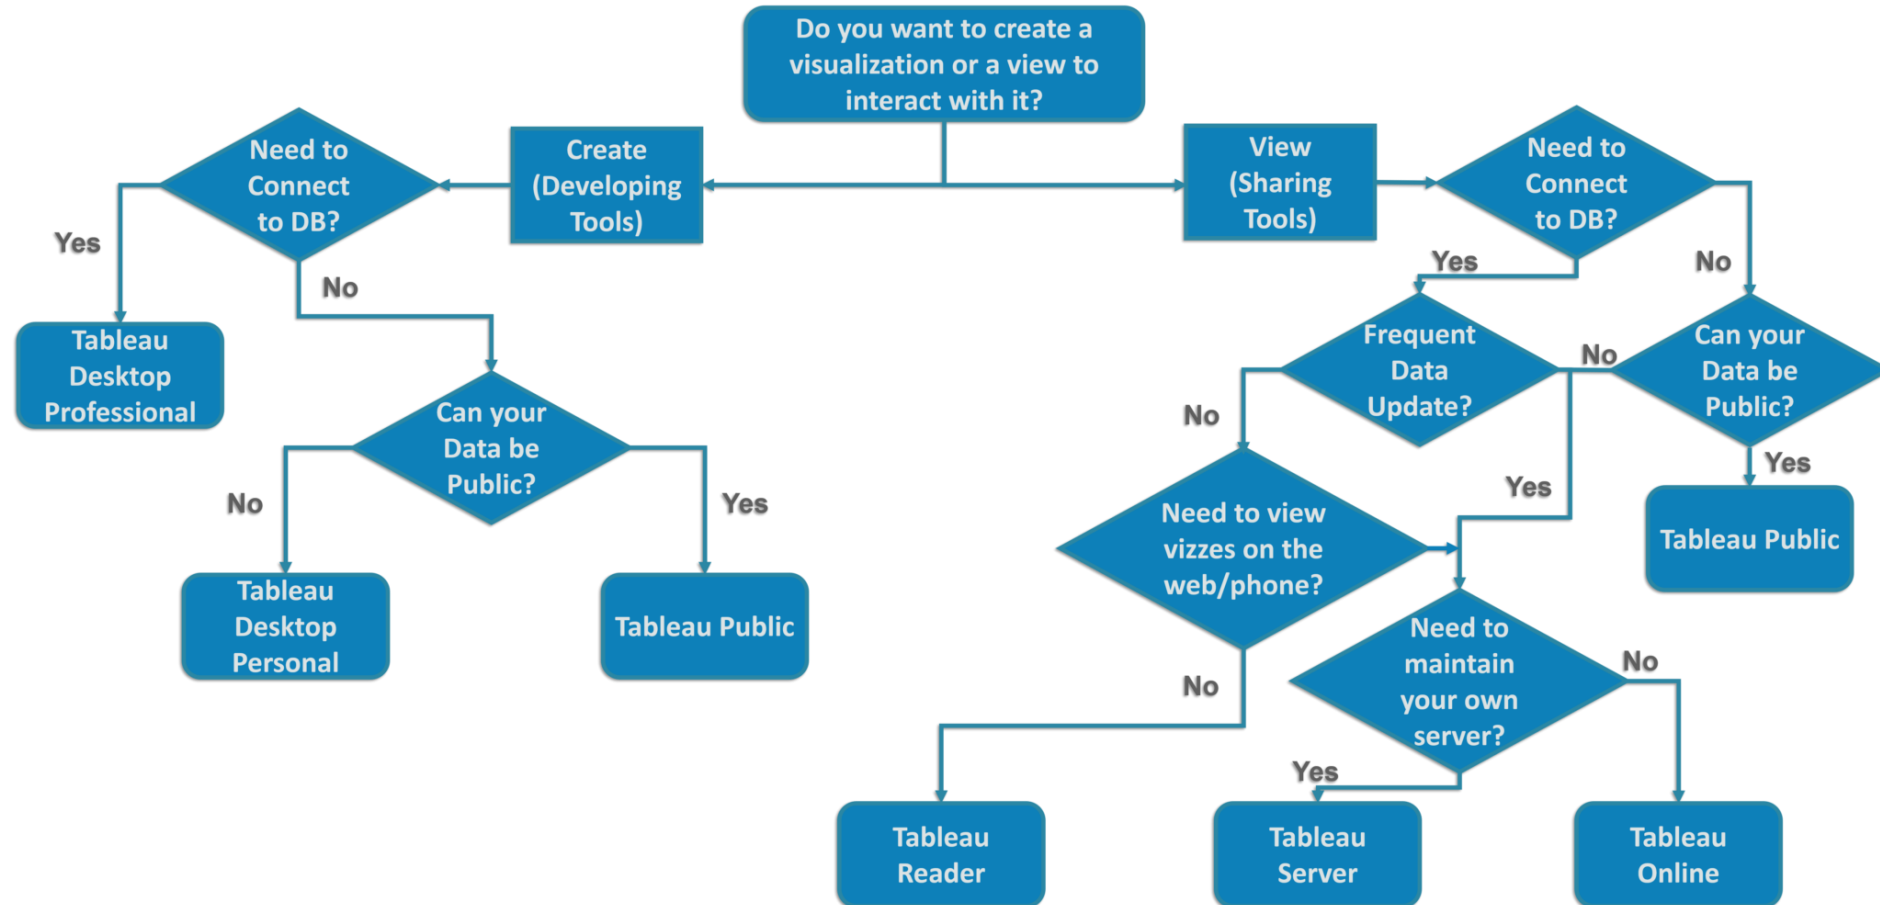 Do you want to create a
visualization or a view to
interact with it?
Need to
Connect
to DB?
Create
(Developing
Tools)
View
(Sharing
Tools)
Need to
Connect
to DB?
Yes
No
Yes
No
Tableau
Desktop
Professional
Can your
Data be
Public?
Frequent
Data
Update?
No
Can your
Data be
Public?
No
Yes
No
Yes
Yes
Tableau
Desktop
Personal
Tableau Public
Need to view
vizzes on the
web/phone?
Tableau Public
No
Need to
maintain
your own
server?
No
Yes
Tableau
Reader
Tableau
Server
Tableau
Online